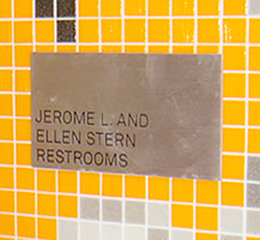 JEROME L. AND
ELLEN STERN
RESTROOMS